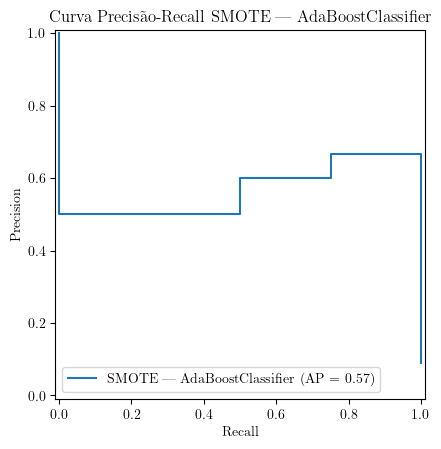 Curva Precisão-Recall SMOTE — AdaBoostClassifier
1.0
0.8
0.6
0.4
0.2
0.0
Precision
SMOTE — AdaBoostClassifier (AP = 0.57)
0.0 0.2 0.4 0.6 0.8 1.0
Recall